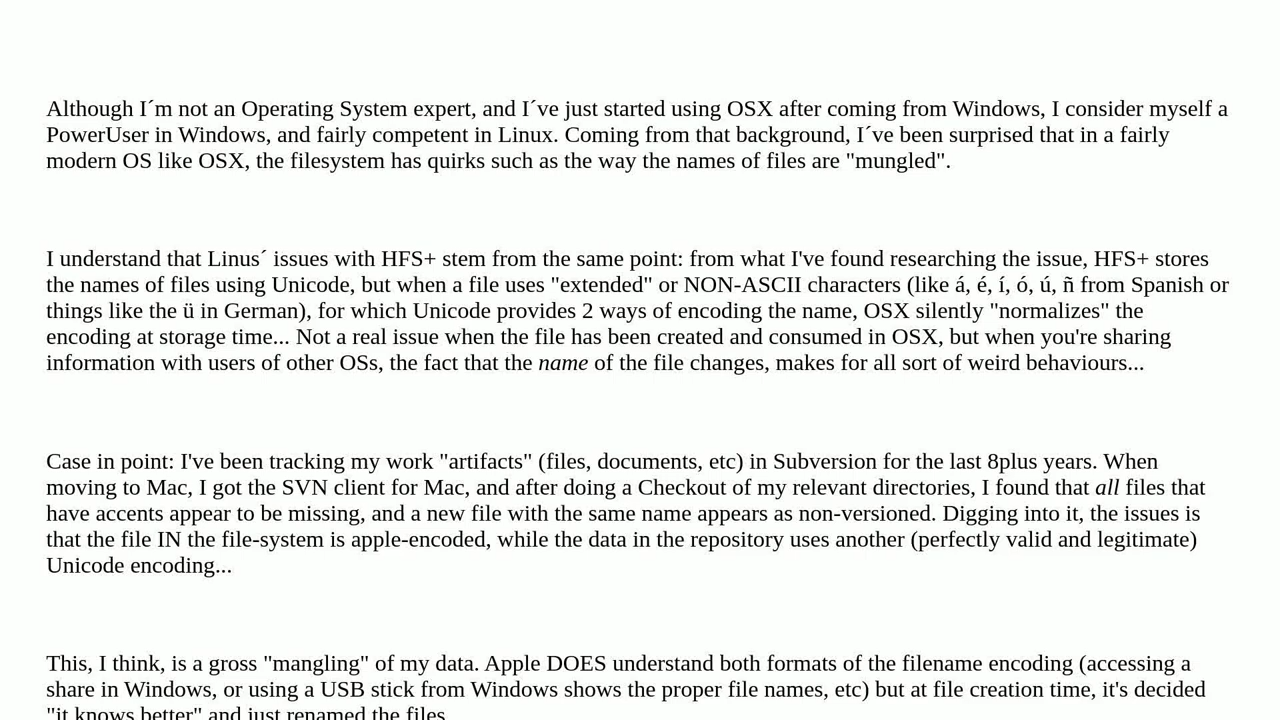 Although I´m not an Operating System expert, and I´ve just started using OSX after coming from Windows, I consider myself a
PowerUser in Windows, and fairly competent in Linux. Coming from that background, I´ve been surprised that in a fairly
modern OS like OSX, the filesystem has quirks such as the way the names of files are "mungled".
I understand that Linus´ issues with HFS+ stem from the same point: from what I've found researching the issue, HFS+ stores
the names of files using Unicode, but when a file uses "extended" or NON-ASCII characters (like á, é, í, ó, ú, ñ from Spanish or
things like the ü in German), for which Unicode provides 2 ways of encoding the name, OSX silently "normalizes" the
encoding at storage time... Not a real issue when the file has been created and consumed in OSX, but when you're sharing
information with users of other OSs, the fact that the name of the file changes, makes for all sort of weird behaviours...
Case in point: I've been tracking my work "artifacts" (files, documents, etc) in Subversion for the last 8plus years. When
moving to Mac, I got the SVN client for Mac, and after doing a Checkout of my relevant directories, I found that all files that
have accents appear to be missing, and a new file with the same name appears as non-versioned. Digging into it, the issues is
that the file IN the file-system is apple-encoded, while the data in the repository uses another (perfectly valid and legitimate)
Unicode encoding...
This, I think, is a gross "mangling" of my data. Apple DOES understand both formats of the filename encoding (accessing a
share in Windows, or using a USB stick from Windows shows the proper file names, etc) but at file creation time, it's decided
"it knows better" and just renamed the files